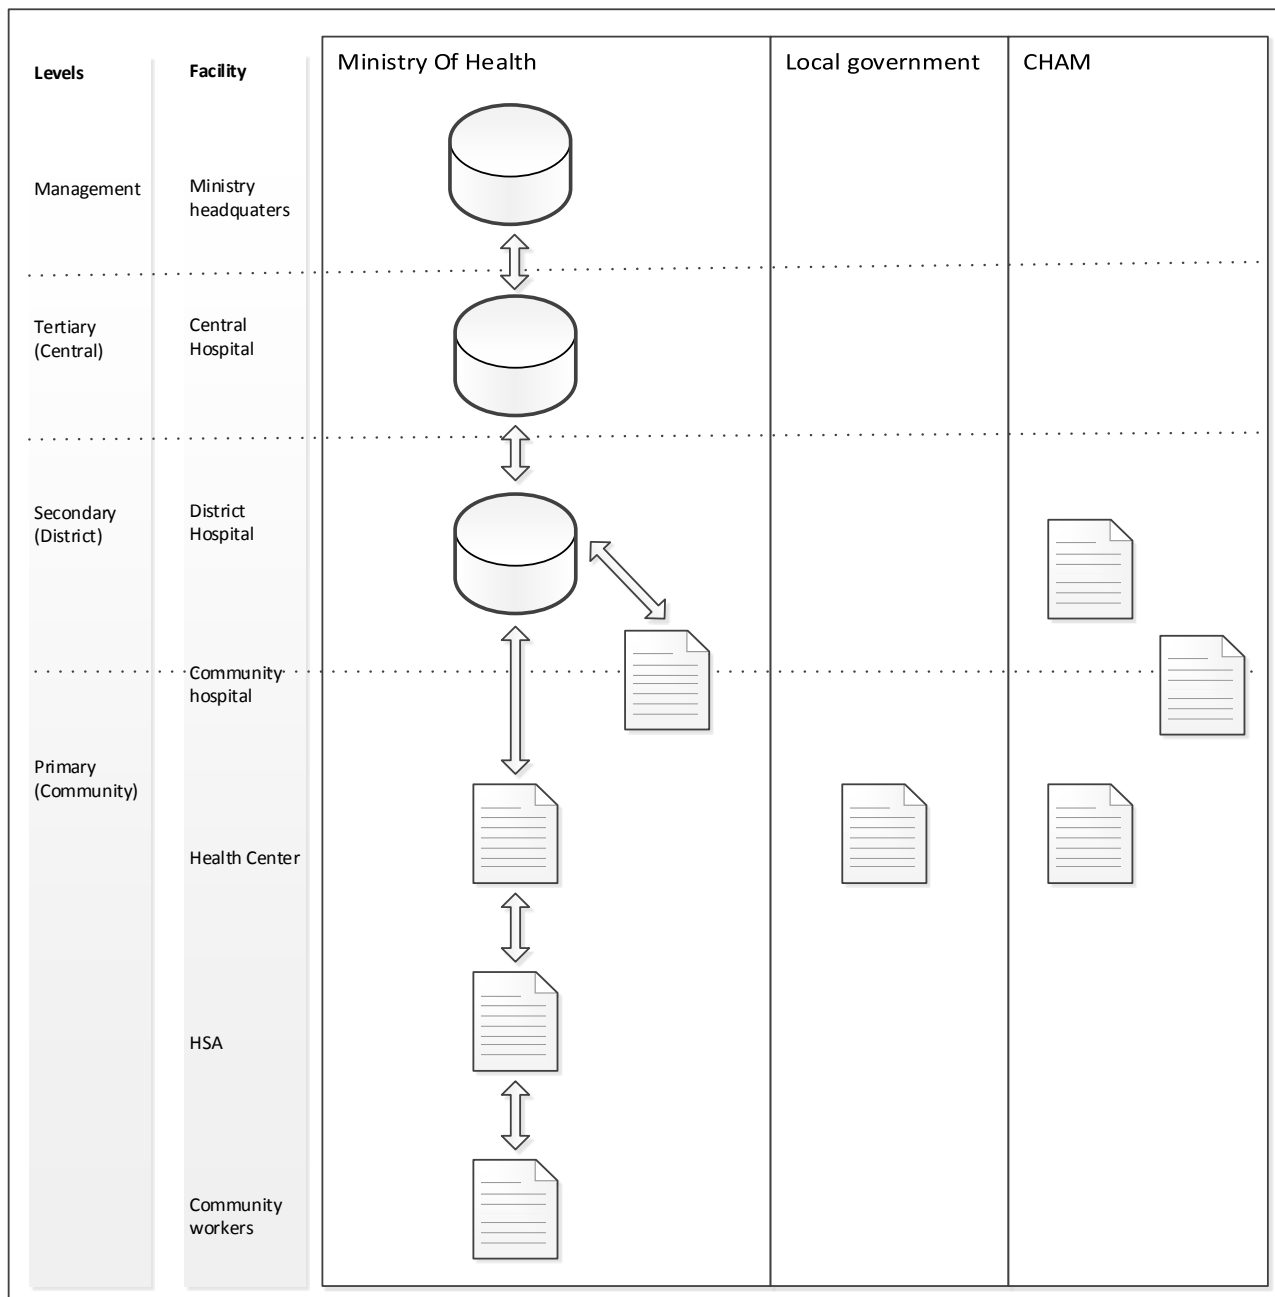 Levels
Facility
Ministry Of Health
Local government
CHAM
Management
Ministry
headquaters
Tertiary
(Central)
Central
Hospital
Secondary
(District)
District
Hospital
Community
hospital
Primary
(Community)
Health Center
HSA
Community
workers